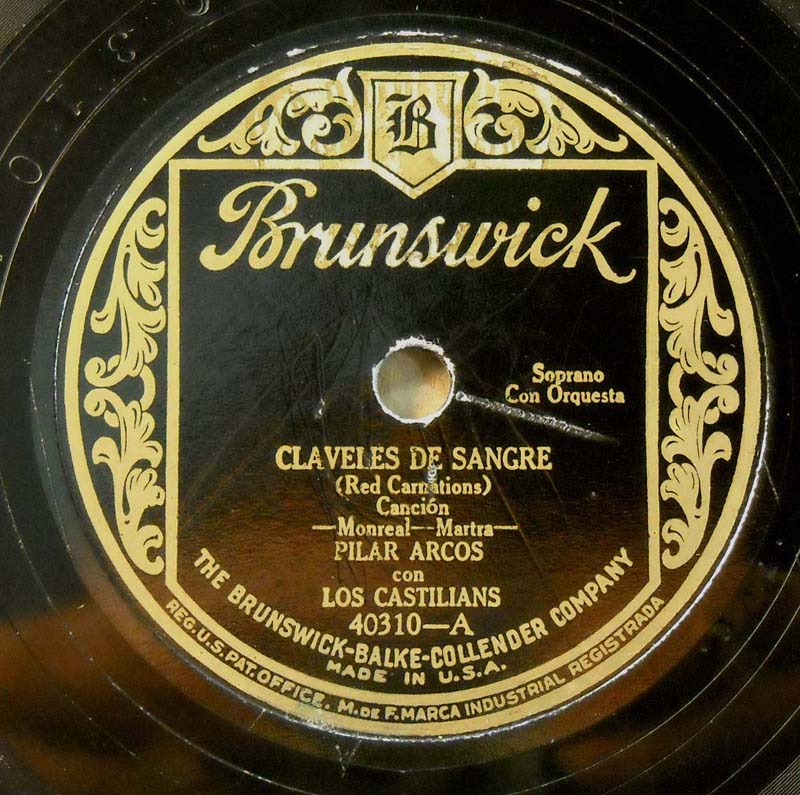 B
Brunswick
Soprano
Con Orquesta
CLAVELES DE SANGRE
(Red Carnations)
Canción
—Monreal—Martra—
PILAR ARCOS
con
LOS CASTILIANS
40310—A
THE BRUNSWICK-BALKE-COLLENDER COMPANY
MADE IN U.S.A.
REG. U.S. PAT. OFFICE. M. DE F. MARCA INDUSTRIAL REGISTRADA